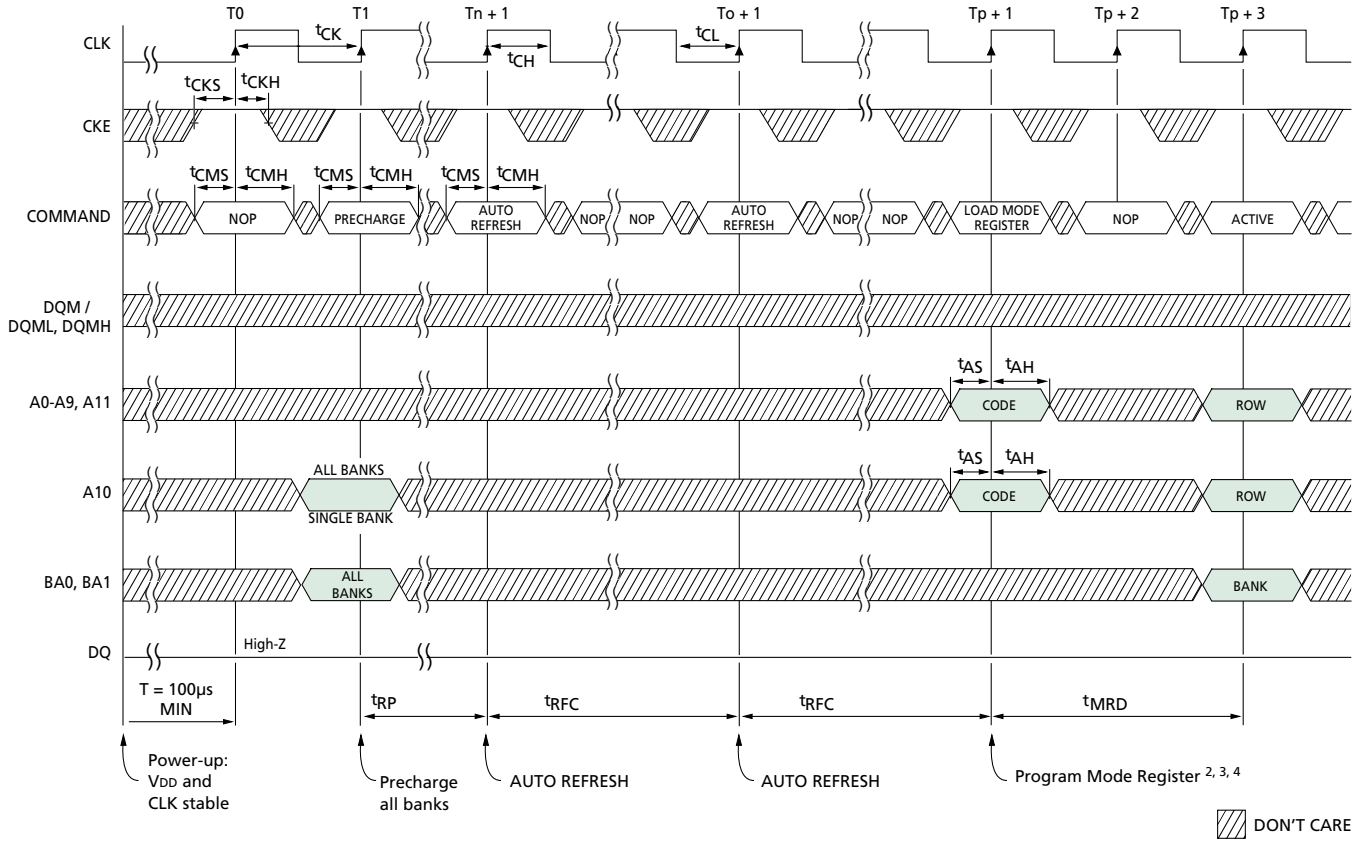 T0 T1 Tn + 1 To + 1 Tp + 1 Tp + 2 Tp + 3
CLK
tCK
tCH
tCL
tCKS tCKH
CKE
tCMS tCMH tCMS tCMH tCMS tCMH
COMMAND
NOP PRECHARGE AUTO REFRESH NOP NOP AUTO REFRESH NOP NOP LOAD MODE REGISTER NOP ACTIVE
DQM /
DQML, DQMH
tAS tAH
A0-A9, A11
CODE ROW
ALL BANKS
tAS tAH
A10
CODE ROW
SINGLE BANK
BA0, BA1
ALL
BANKS
BANK
DQ
High-Z
T = 100µs
MIN
tRP tRFC tRFC tMRD
Power-up:
VDD and
CLK stable
Precharge
all banks
AUTO REFRESH
AUTO REFRESH
Program Mode Register 2, 3, 4
DON'T CARE